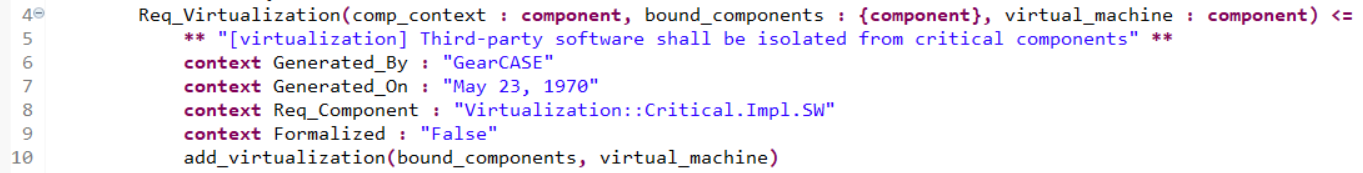 4 Req_Virtualization(comp_context : component, bound_components : {component}, virtual_machine : component) <=
5 ** "[virtualization] Third-party software shall be isolated from critical components" **
6 context Generated_By : "GearCASE"
7 context Generated_On : "May 23, 1970"
8 context Req_Component : "Virtualization::Critical.Impl.SW"
9 context Formalized : "False"
10 add_virtualization(bound_components, virtual_machine)